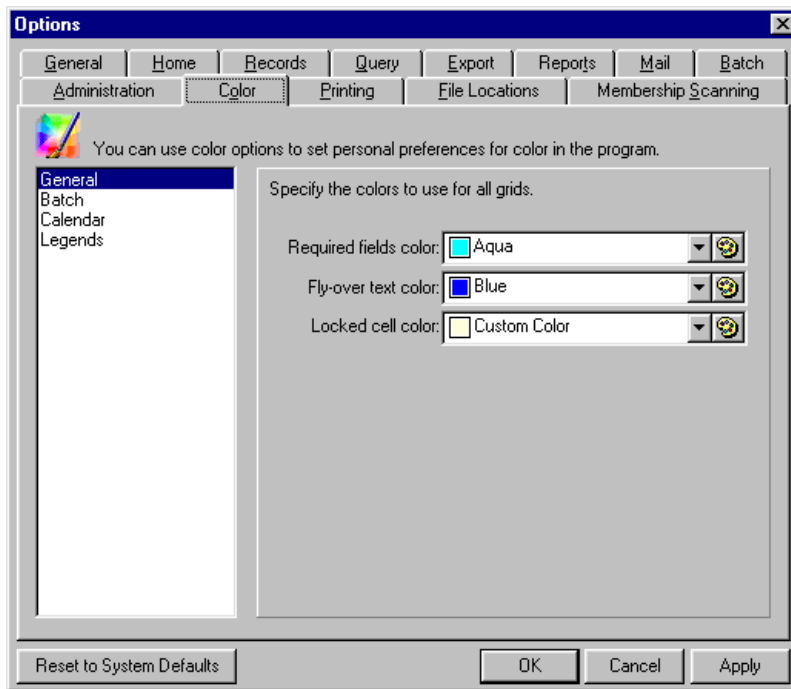 Options
General Home Records Query Export Reports Mail Batch
Administration Color Printing File Locations Membership Scanning
You can use color options to set personal preferences for color in the program.
General
Batch
Calendar
Legends
Specify the colors to use for all grids.
Required fields color: Aqua
Fly-over text color: Blue
Locked cell color: Custom Color
Reset to System Defaults OK Cancel Apply